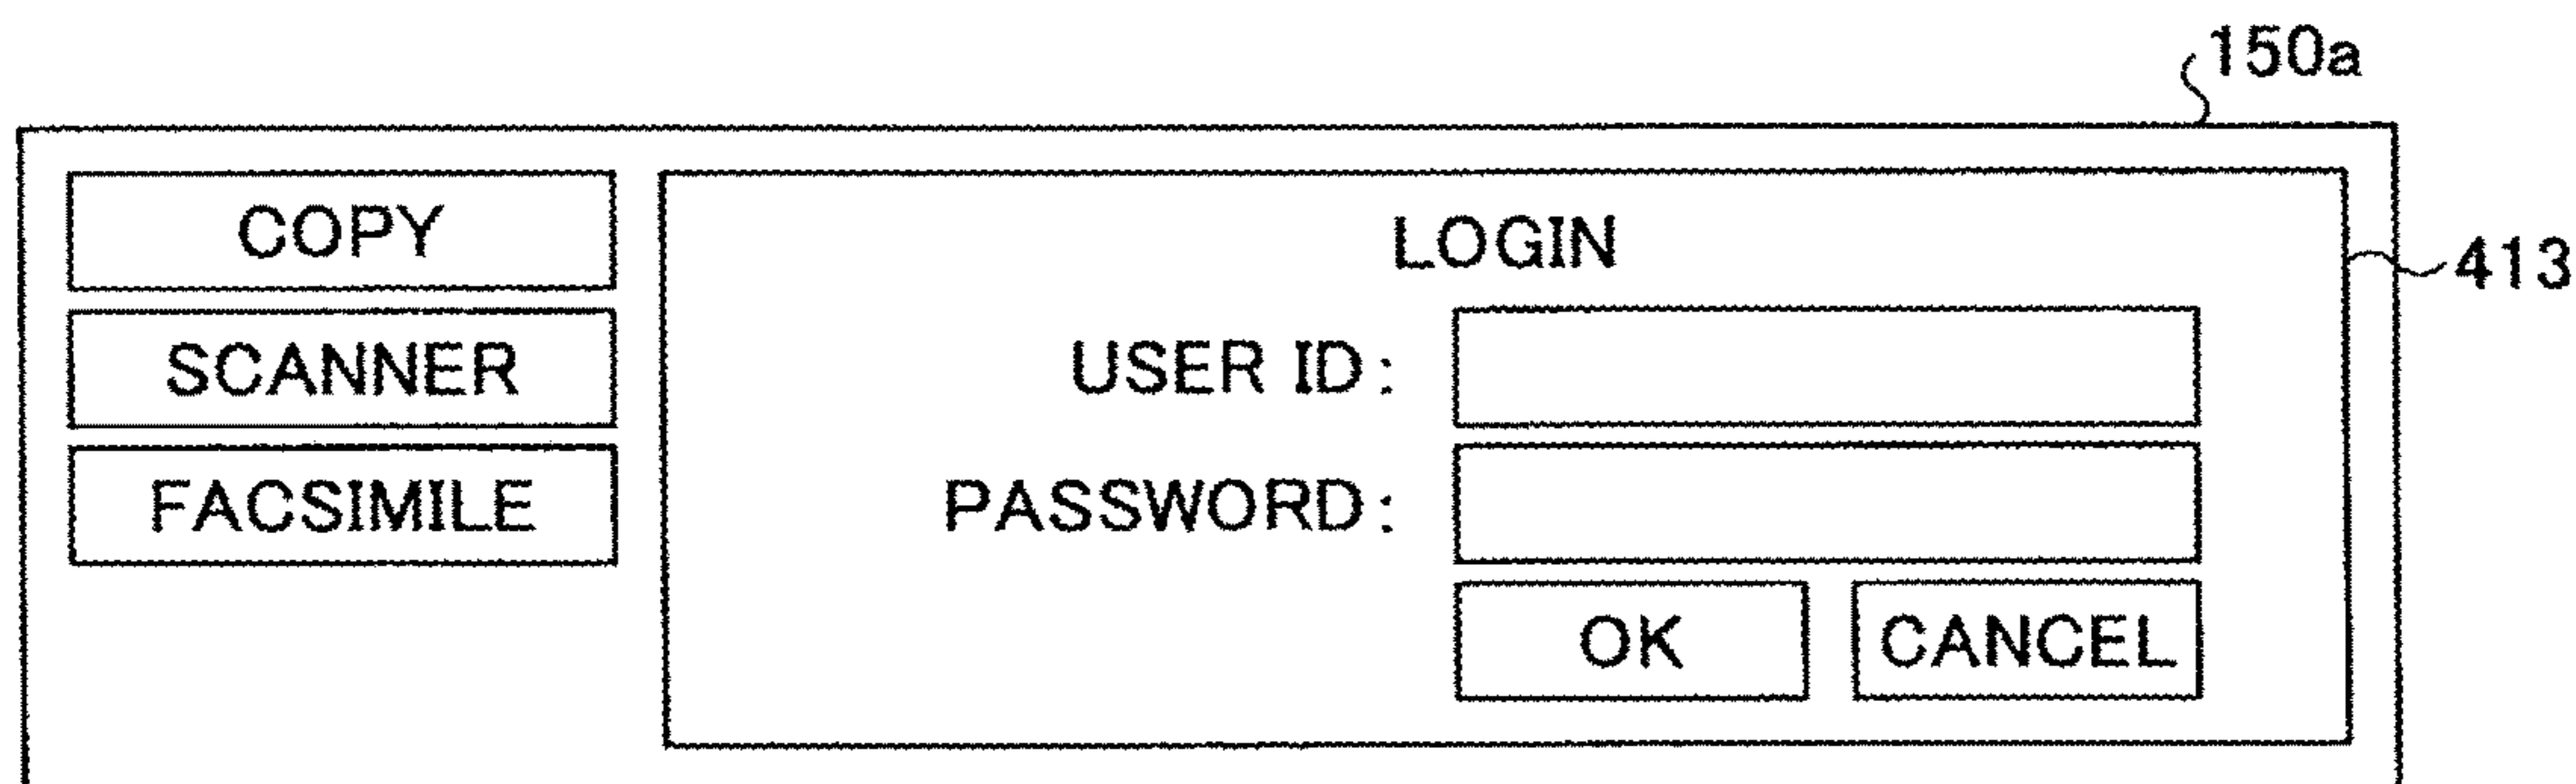 150a
COPY
SCANNER
FACSIMILE
LOGIN
413
USER ID:
PASSWORD:
OK
CANCEL